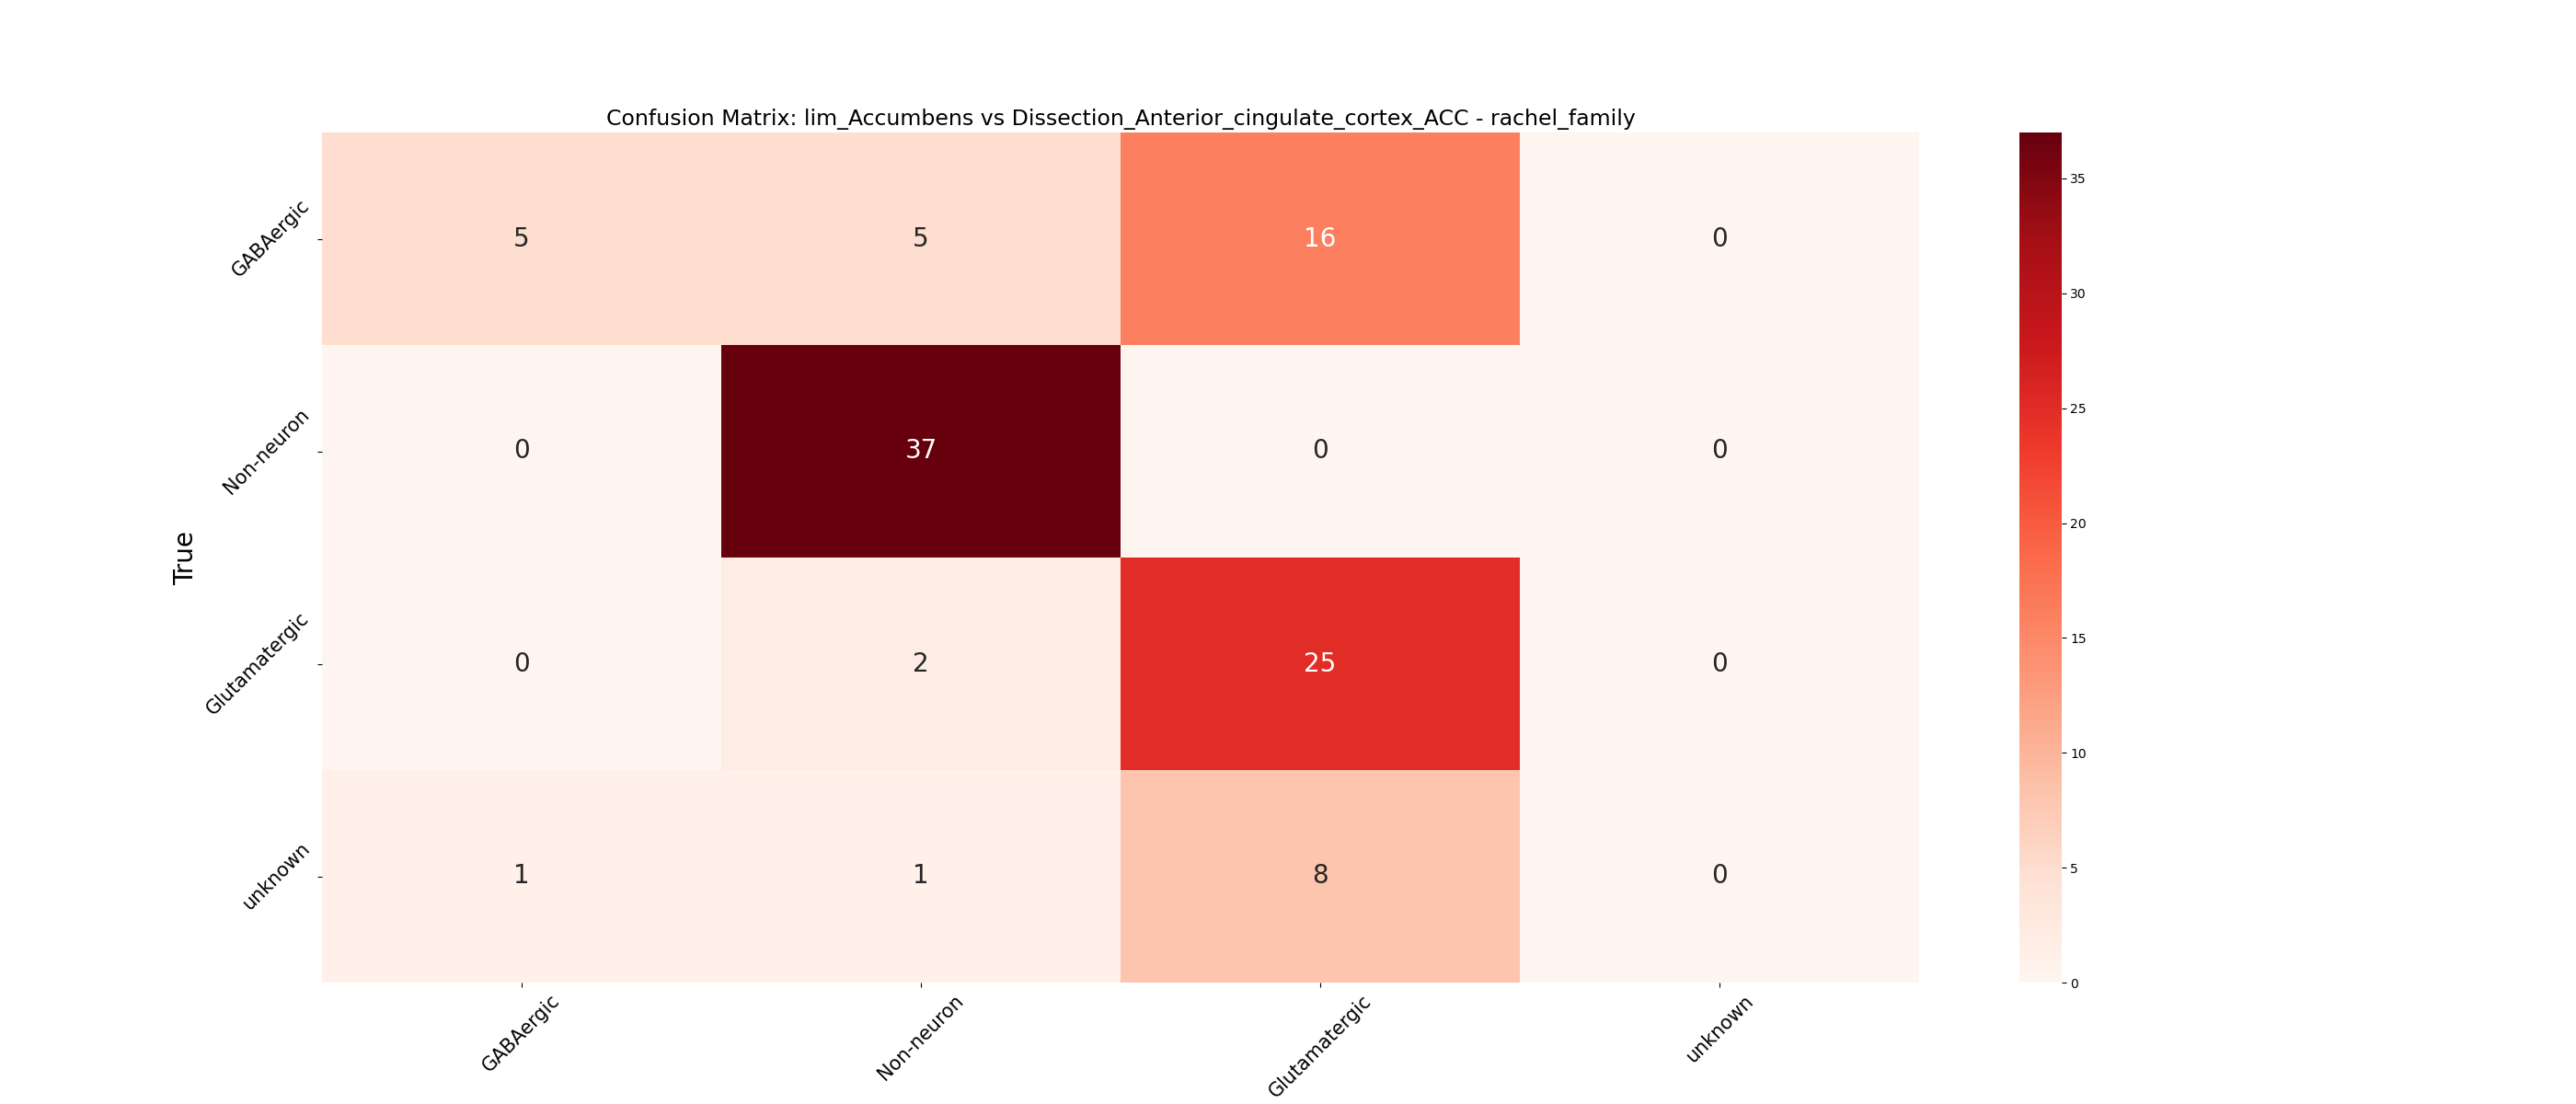 Confusion Matrix: lim_Accumbens vs Dissection_Anterior_cingulate_cortex_ACC - rachel_family
True
GABAergic
5 5 16 0
Non-neuron
0 37 0 0
Glutamatergic
0 2 25 0
unknown
1 1 8 0
GABAergic Non-neuron Glutamatergic unknown
35
30
25
20
15
10
5
0